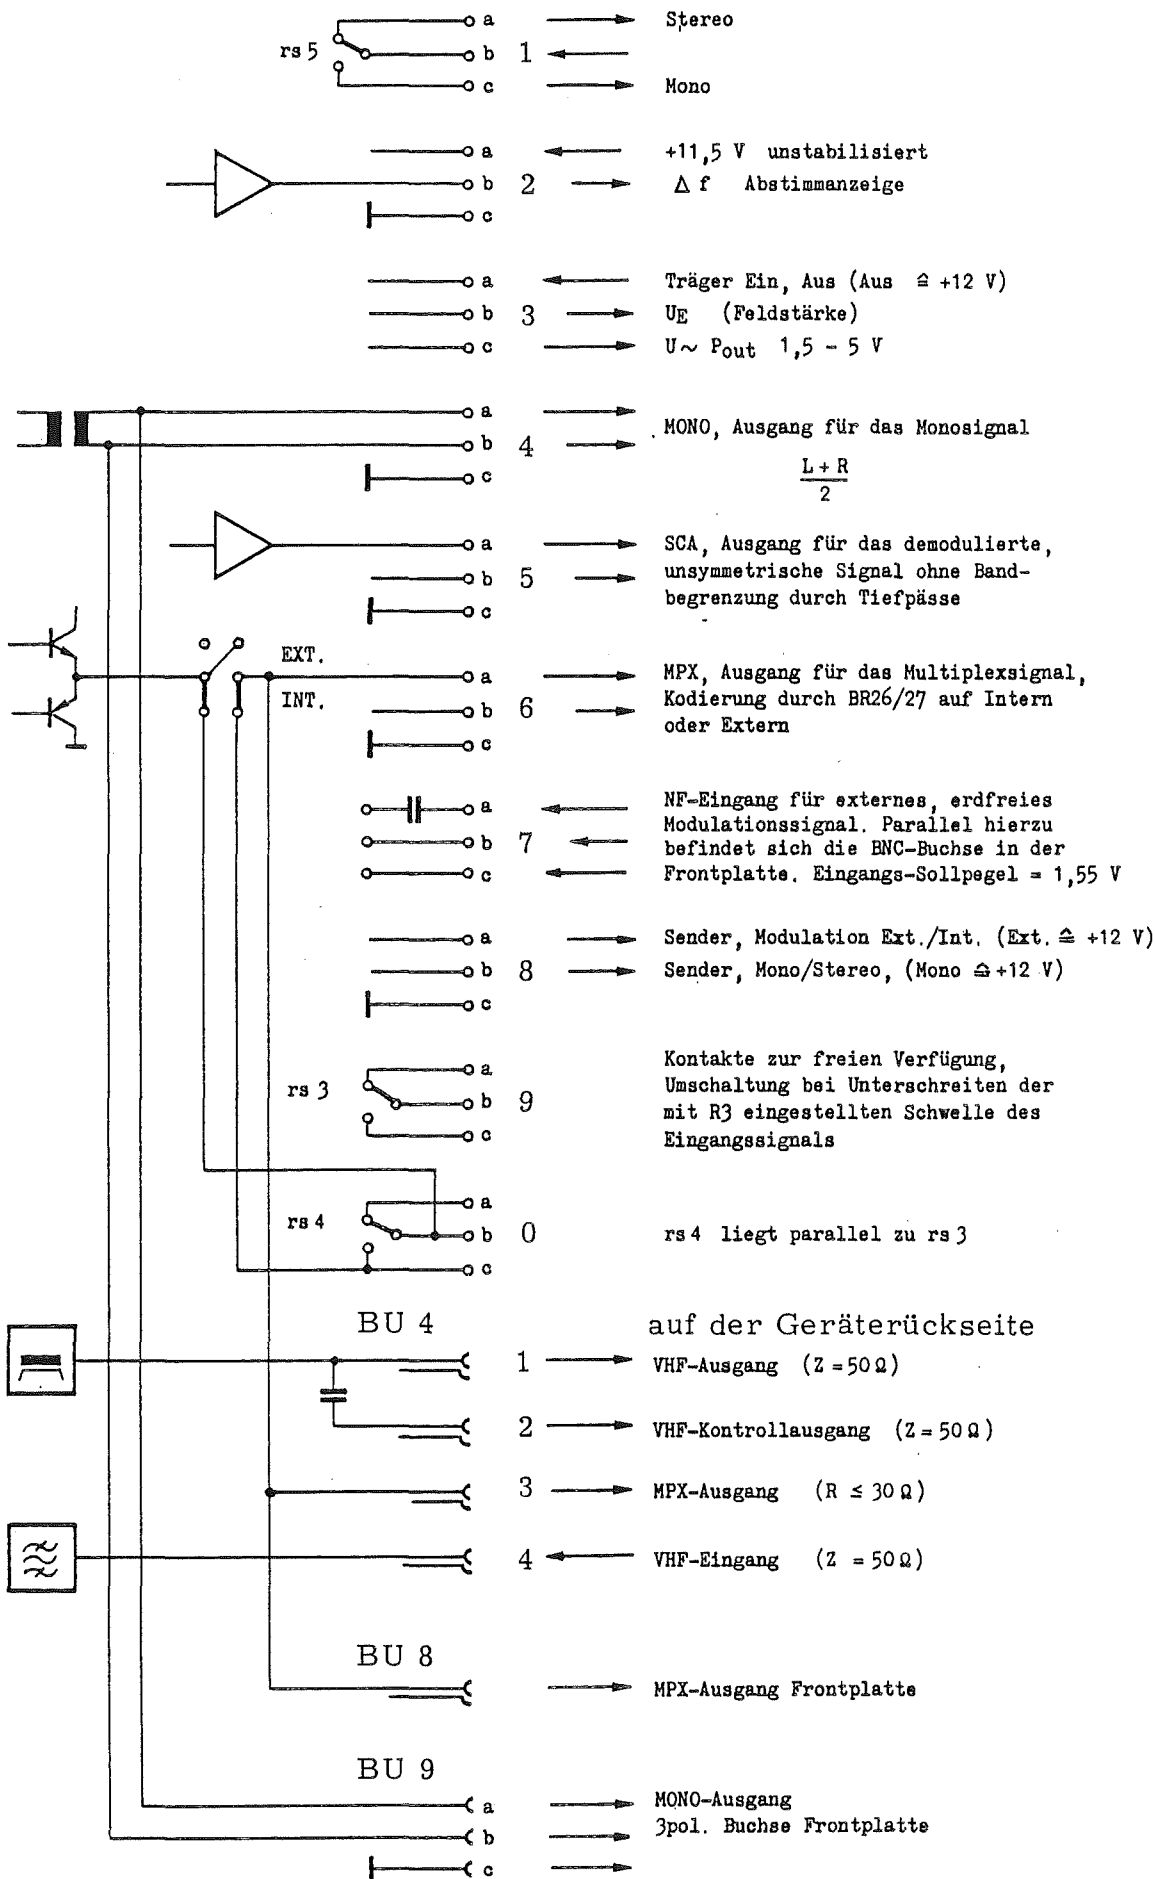 a Stereo
rs 5 b 1
c Mono
a +11,5 V unstabilisiert
b 2 Δ f Abstimmanzeige
c
a Träger Ein, Aus (Aus ≙ +12 V)
b 3 UE (Feldstärke)
c U~ Pout 1,5 - 5 V
a
b 4 MONO, Ausgang für das Monosignal
c L + R
2
a SCA, Ausgang für das demodulierte,
b 5 unsymmetrische Signal ohne Band-
c begrenzung durch Tiefpässe
EXT.
a MPX, Ausgang für das Multiplexsignal,
INT.
b 6 Kodierung durch BR26/27 auf Intern
oder Extern
c
a NF-Eingang für externes, erdfreies
Modulationssignal. Parallel hierzu
b 7 befindet sich die BNC-Buchse in der
c Frontplatte. Eingangs-Sollpegel = 1,55 V
a Sender, Modulation Ext./Int. (Ext. ≙ +12 V)
b 8 Sender, Mono/Stereo, (Mono ≙ +12 V)
c
a Kontakte zur freien Verfügung,
rs 3 Umschaltung bei Unterschreiten der
b 9 mit R3 eingestellten Schwelle des
c Eingangssignals
a
rs 4 b 0 rs 4 liegt parallel zu rs 3
c
BU 4 auf der Geräterückseite
1 VHF-Ausgang (Z = 50 Ω)
2 VHF-Kontrollausgang (Z = 50 Ω)
3 MPX-Ausgang (R ≤ 30 Ω)
4 VHF-Eingang (Z = 50 Ω)
BU 8
MPX-Ausgang Frontplatte
BU 9
a MONO-Ausgang
b 3pol. Buchse Frontplatte
c